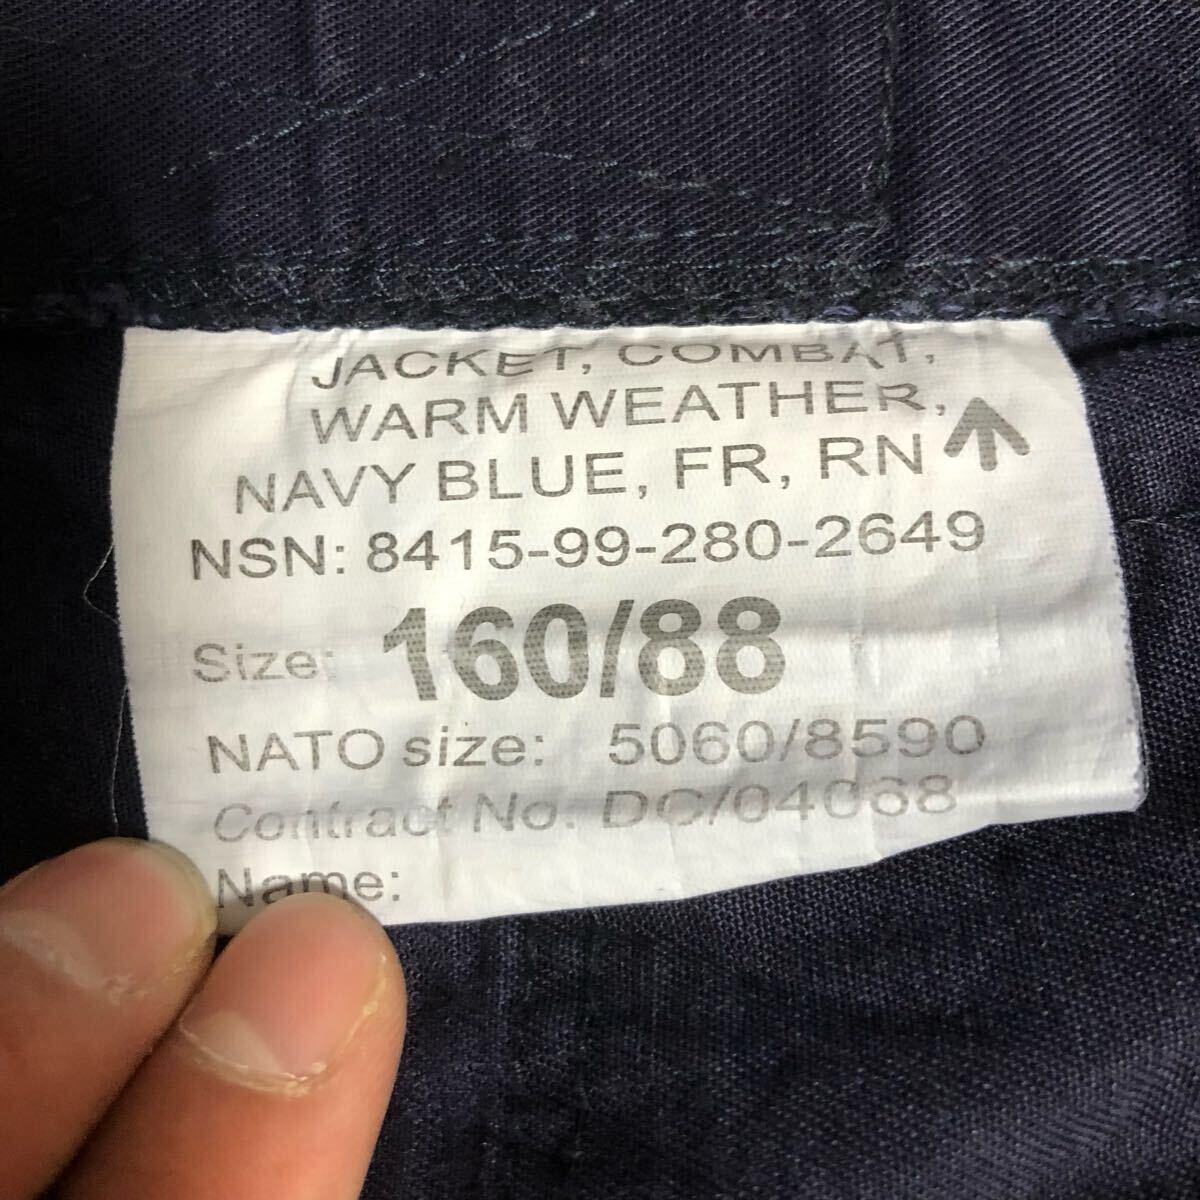 JACKET, COMBAT,
WARM WEATHER,
NAVY BLUE, FR, RN
NSN: 8415-99-280-2649
Size: 160/88
NATO size: 5060/8590
Contract No. DC/04068
Name: